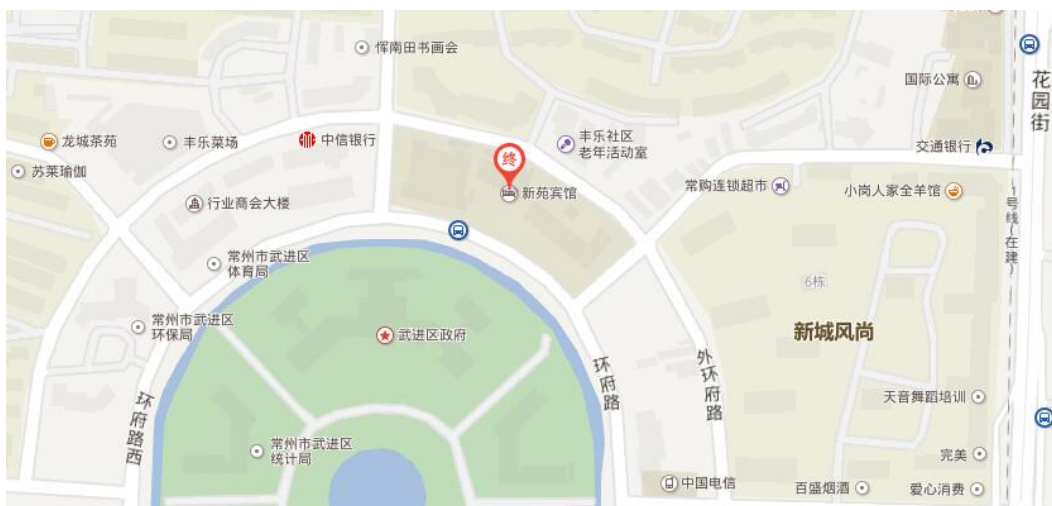 恽南田书画会
国际公寓
花园街
龙城茶苑
丰乐菜场
中信银行
丰乐社区
老年活动室
交通银行
苏莱瑜伽
终
新苑宾馆
常购连锁超市
小岗人家全羊馆
1号线(在建)
行业商会大楼
常州市武进区
体育局
6栋
常州市武进区
环保局
武进区政府
新城风尚
环府路
外环府路
环府路西
天音舞蹈培训
常州市武进区
统计局
完美
中国电信
百盛烟酒
爱心消费